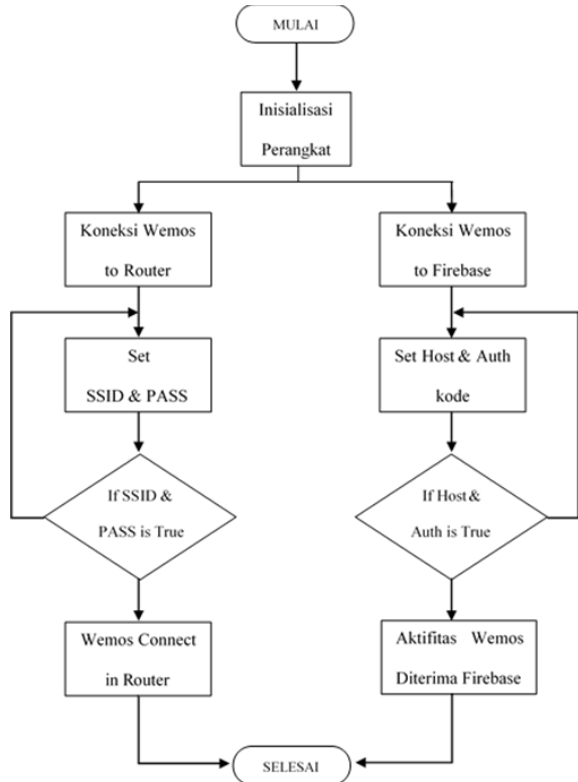 MULAI
Inisialisasi
Perangkat
Koneksi Wemos
to Router
Koneksi Wemos
to Firebase
Set
SSID & PASS
Set Host & Auth
kode
If SSID &
PASS is True
If Host &
Auth is True
Wemos Connect
in Router
Aktifitas Wemos
Diterima Firebase
SELESAI